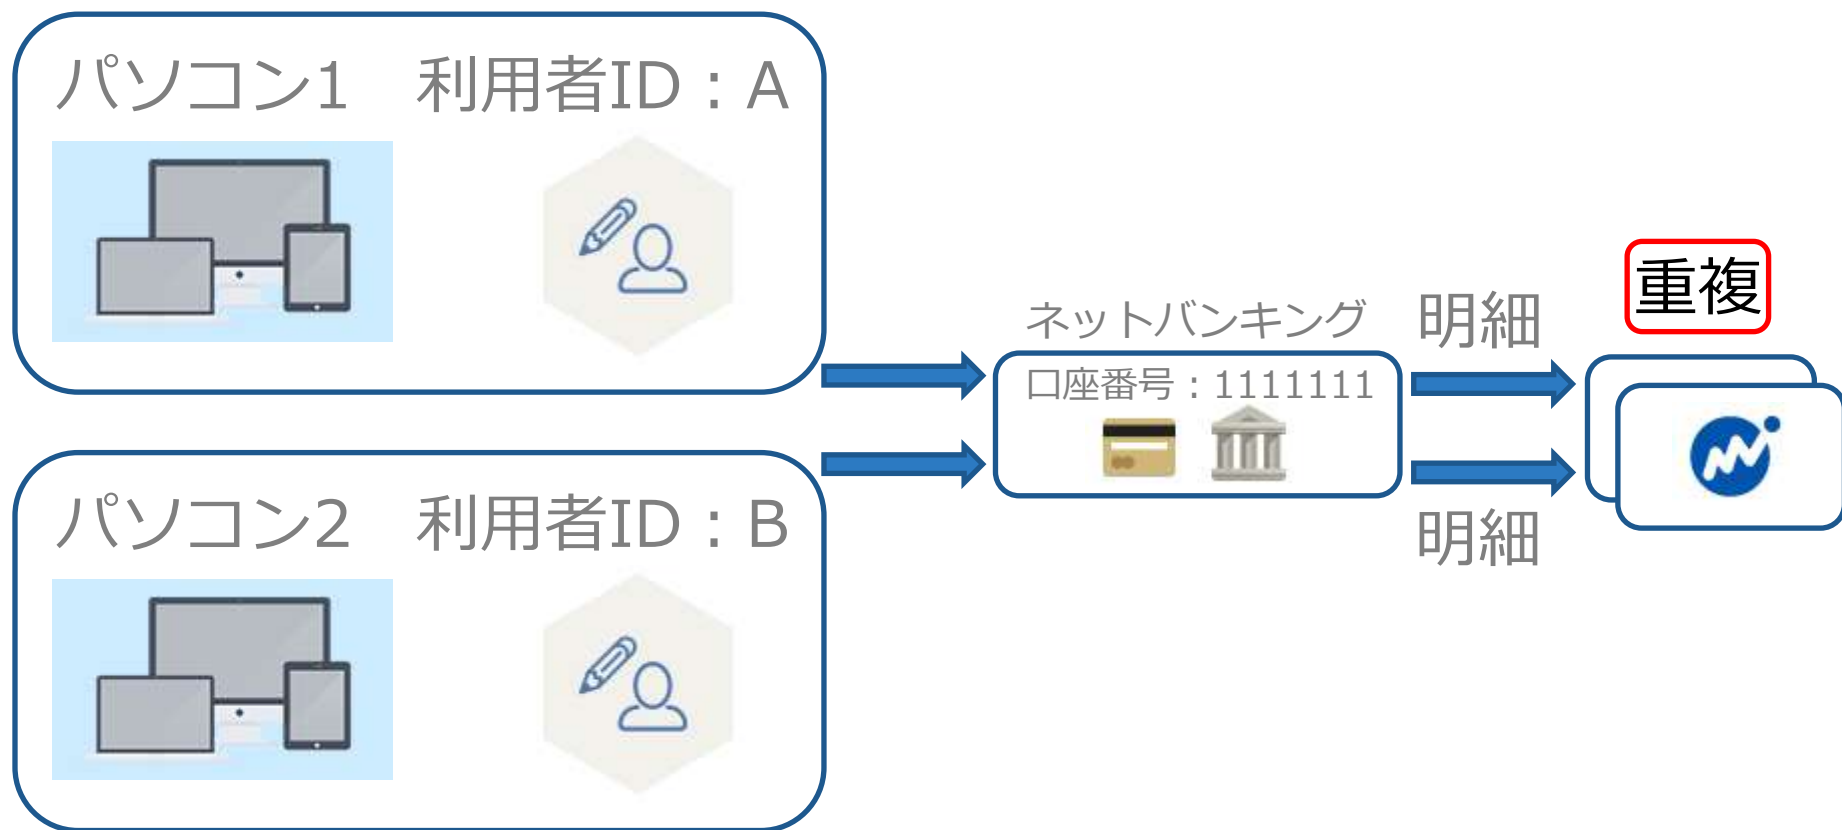 パソコン1 利用者ID：A
パソコン2 利用者ID：B
ネットバンキング
口座番号：1111111
明細
明細
重複